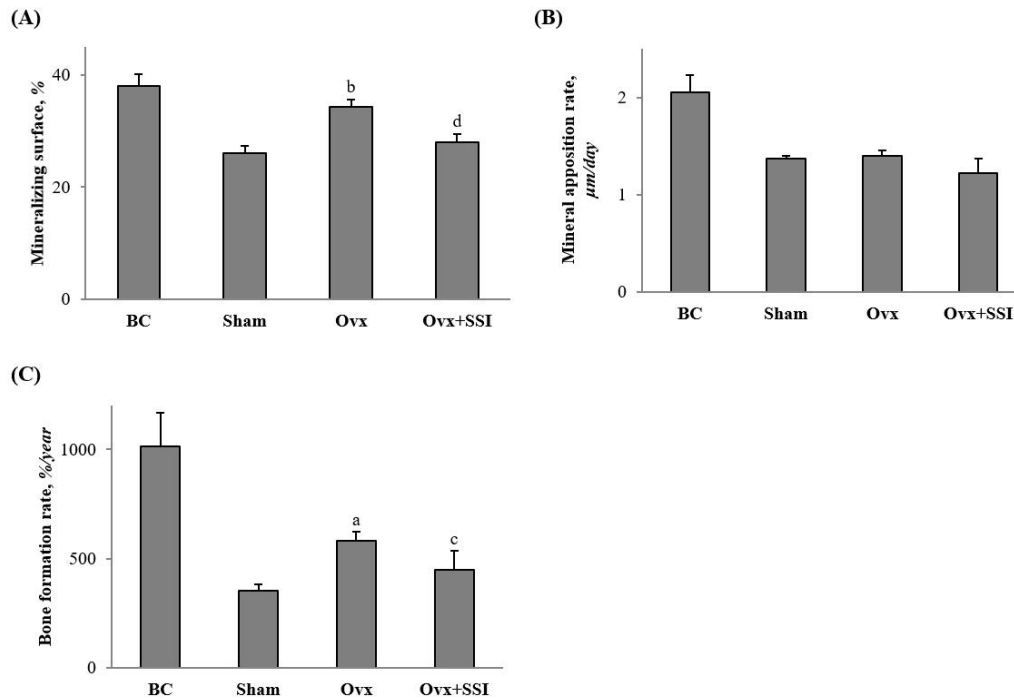 (A)
Mineralizing surface, %
40
20
0
b
d
BC Sham Ovx Ovx+SSI
(B)
Mineral apposition rate,
μm/day
2
1
0
BC Sham Ovx Ovx+SSI
(C)
Bone formation rate, %/year
1000
500
0
a
c
BC Sham Ovx Ovx+SSI